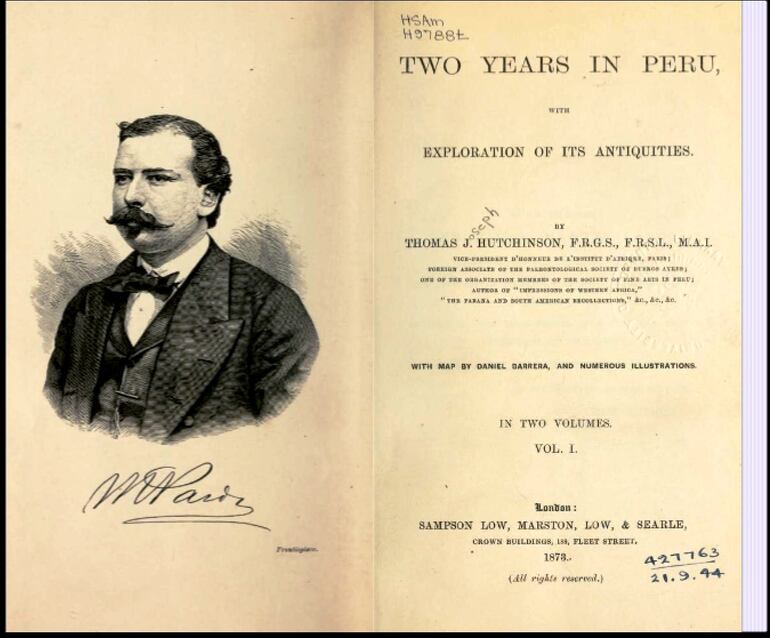 M Pardo
Frontispiece.
HSAm
H9788t
TWO YEARS IN PERU,
WITH
EXPLORATION OF ITS ANTIQUITIES.
BY
Joseph
THOMAS J. HUTCHINSON, F.R.G.S., F.R.S.L., M.A.I.
VICE-PRESIDENT D'HONNEUR DE L'INSTITUT D'AFRIQUE, PARIS;
FOREIGN ASSOCIATE OF THE PALEONTOLOGICAL SOCIETY OF BUENOS AYRES;
ONE OF THE ORGANIZATION MEMBERS OF THE SOCIETY OF FINE ARTS IN PERU;
AUTHOR OF "IMPRESSIONS OF WESTERN AFRICA,"
"THE PARANA AND SOUTH AMERICAN RECOLLECTIONS," &c., &c., &c.
WITH MAP BY DANIEL BARRERA, AND NUMEROUS ILLUSTRATIONS.
IN TWO VOLUMES.
VOL. I.
London:
SAMPSON LOW, MARSTON, LOW, & SEARLE,
CROWN BUILDINGS, 188, FLEET STREET.
1873.
(All rights reserved.)
427763
21.9.44